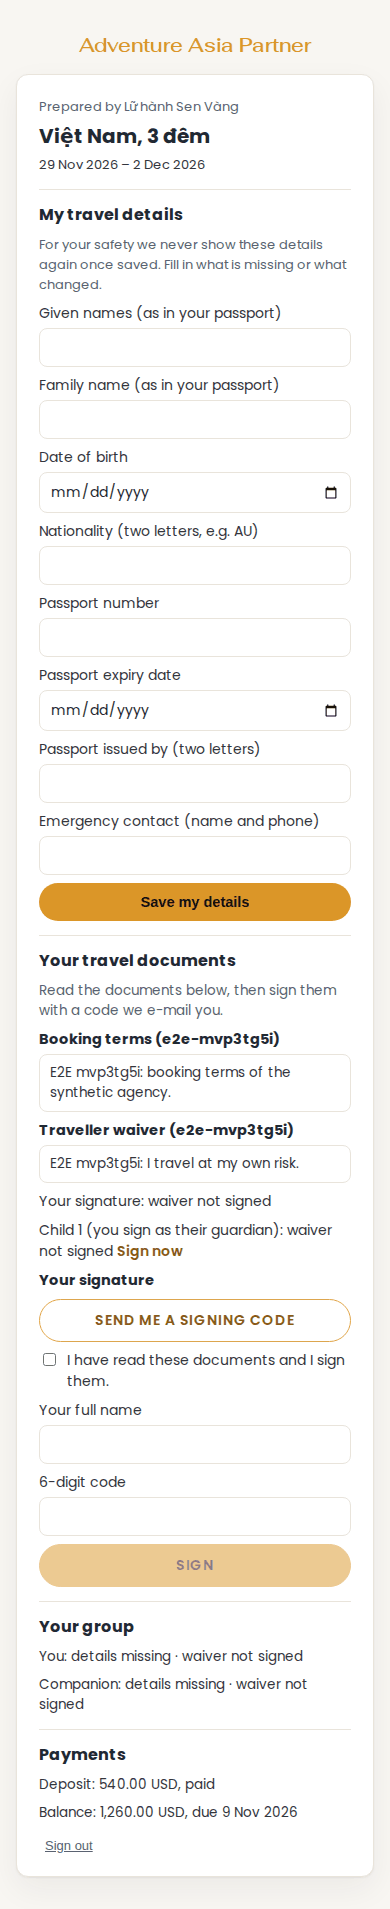 Adventure Asia Partner
Prepared by Lữ hành Sen Vàng
Việt Nam, 3 đêm
29 Nov 2026 – 2 Dec 2026
My travel details
For your safety we never show these details
again once saved. Fill in what is missing or what
changed.
Given names (as in your passport)
Family name (as in your passport)
Date of birth
mm/dd/yyyy
Nationality (two letters, e.g. AU)
Passport number
Passport expiry date
mm/dd/yyyy
Passport issued by (two letters)
Emergency contact (name and phone)
Save my details
Your travel documents
Read the documents below, then sign them
with a code we e-mail you.
Booking terms (e2e-mvp3tg5i)
E2E mvp3tg5i: booking terms of the
synthetic agency.
Traveller waiver (e2e-mvp3tg5i)
E2E mvp3tg5i: I travel at my own risk.
Your signature: waiver not signed
Child 1 (you sign as their guardian): waiver
not signed Sign now
Your signature
SEND ME A SIGNING CODE
I have read these documents and I sign
them.
Your full name
6-digit code
SIGN
Your group
You: details missing · waiver not signed
Companion: details missing · waiver not
signed
Payments
Deposit: 540.00 USD, paid
Balance: 1,260.00 USD, due 9 Nov 2026
Sign out